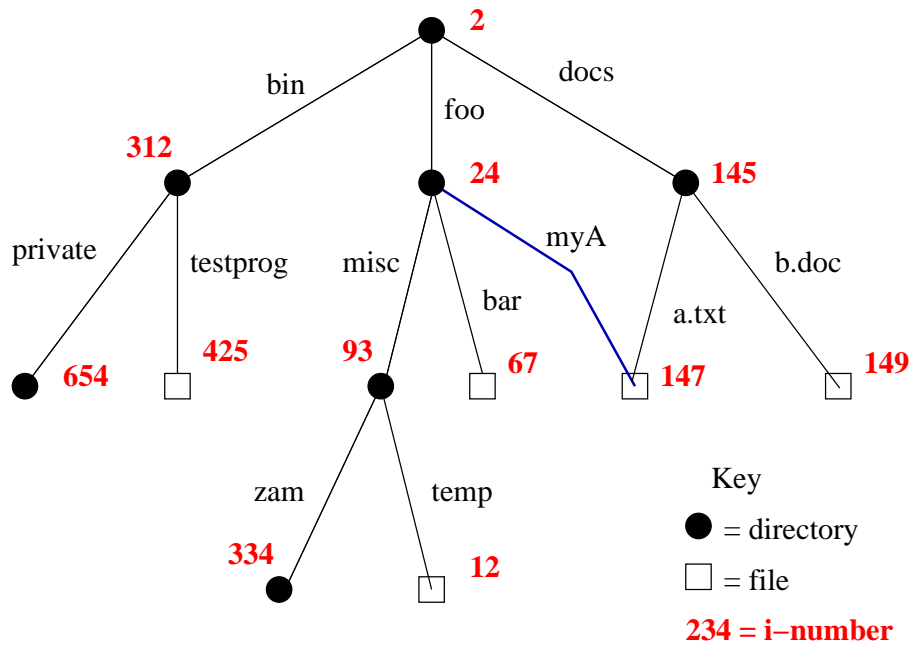 2
bin
docs
foo
312
24
145
private
testprog
misc
myA
b.doc
bar
a.txt
654
425
93
67
147
149
zam
temp
334
12
Key
= directory
= file
234 = i−number